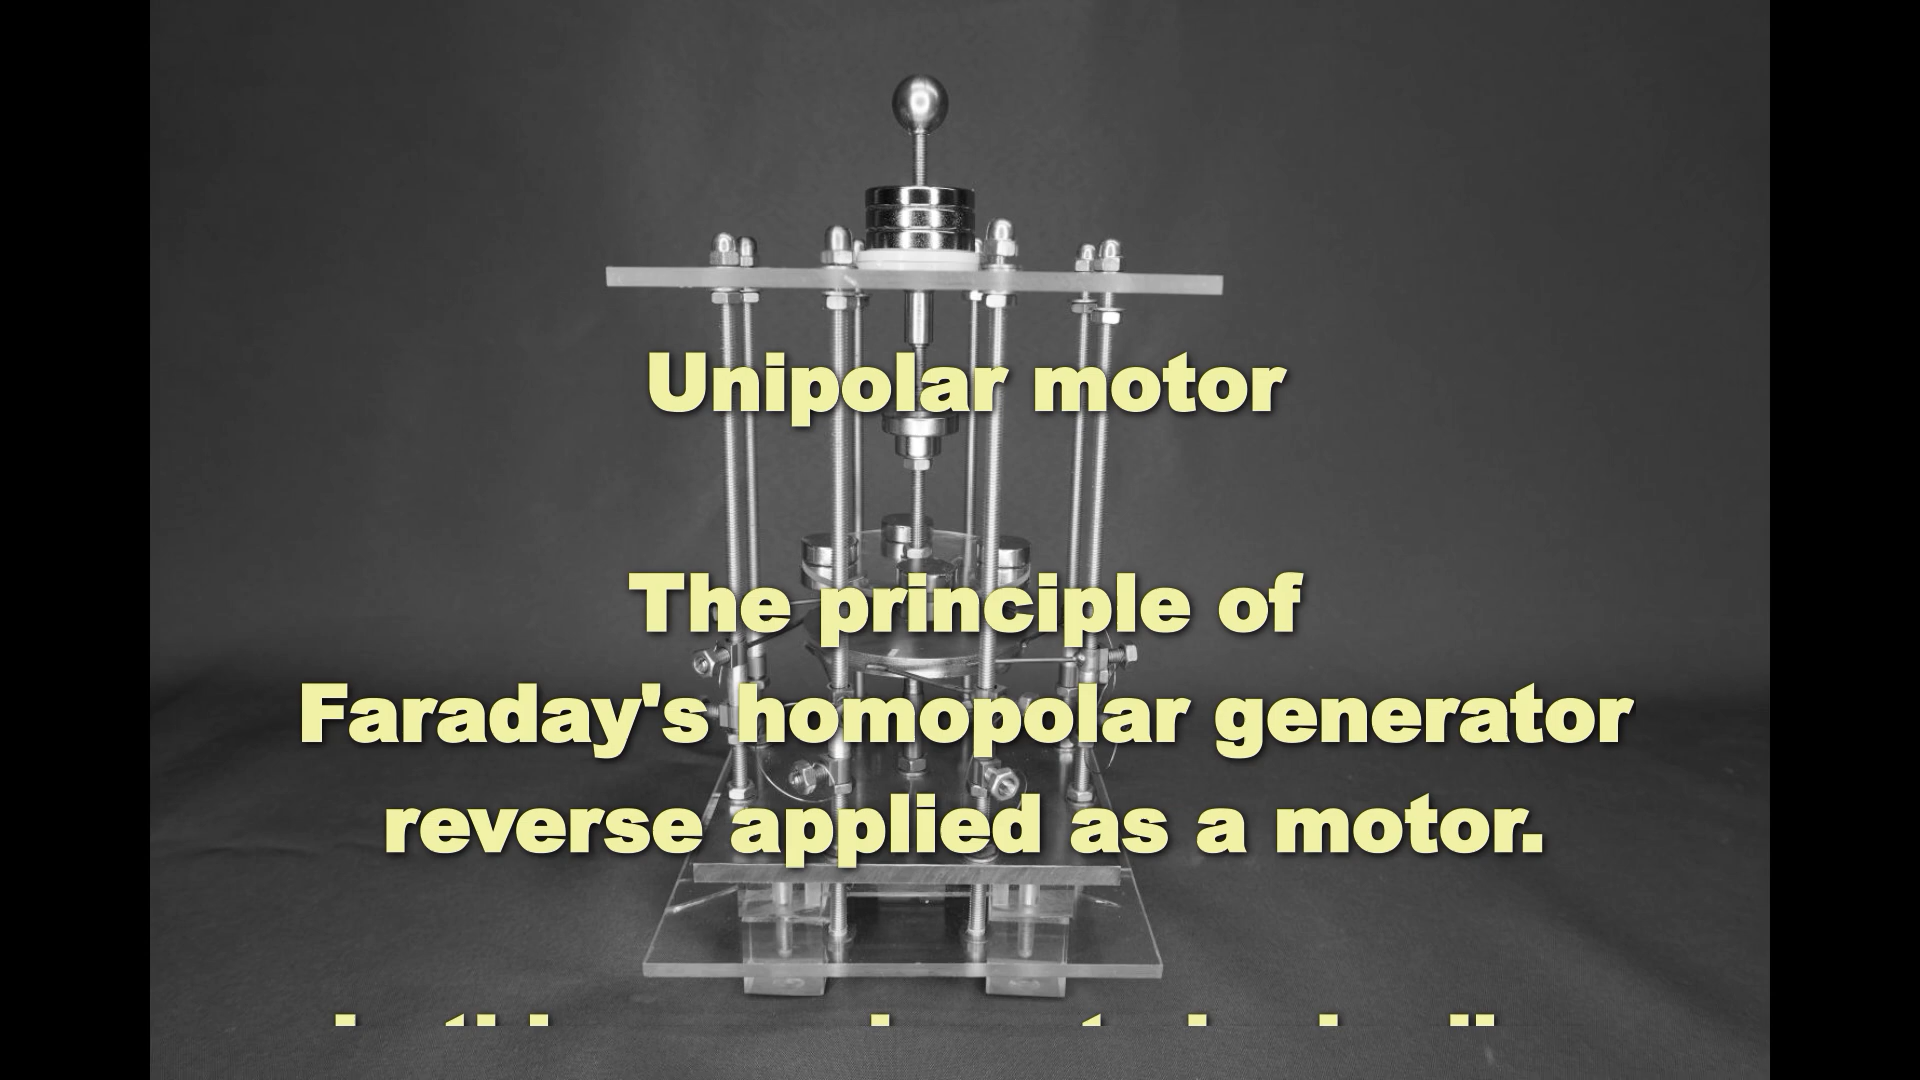 Unipolar motor
The principle of
Faraday's homopolar generator
reverse applied as a motor.